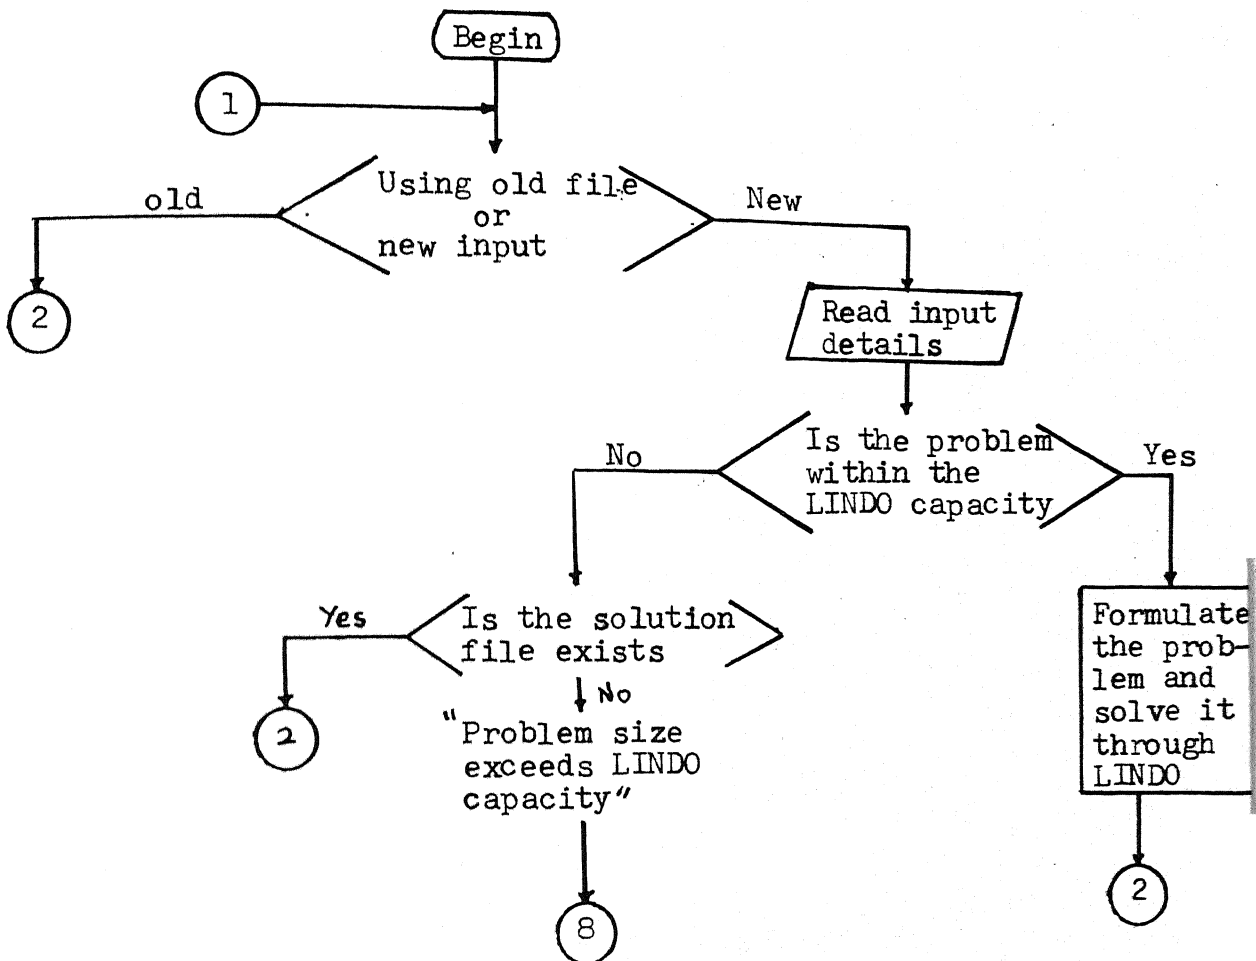 Begin
1
Using old file
or
new input
old
New
2
Read input
details
Is the problem
within the
LINDO capacity
No
Yes
Is the solution
file exists
Yes
No
2
"Problem size
exceeds LINDO
capacity"
8
Formulate
the prob-
lem and
solve it
through
LINDO
2